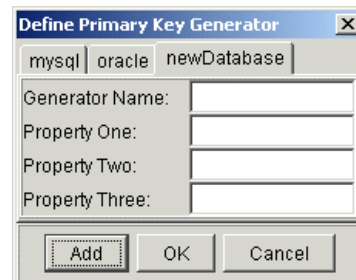 Define Primary Key Generator
mysql oracle newDatabase
Generator Name:
Property One:
Property Two:
Property Three:
Add OK Cancel